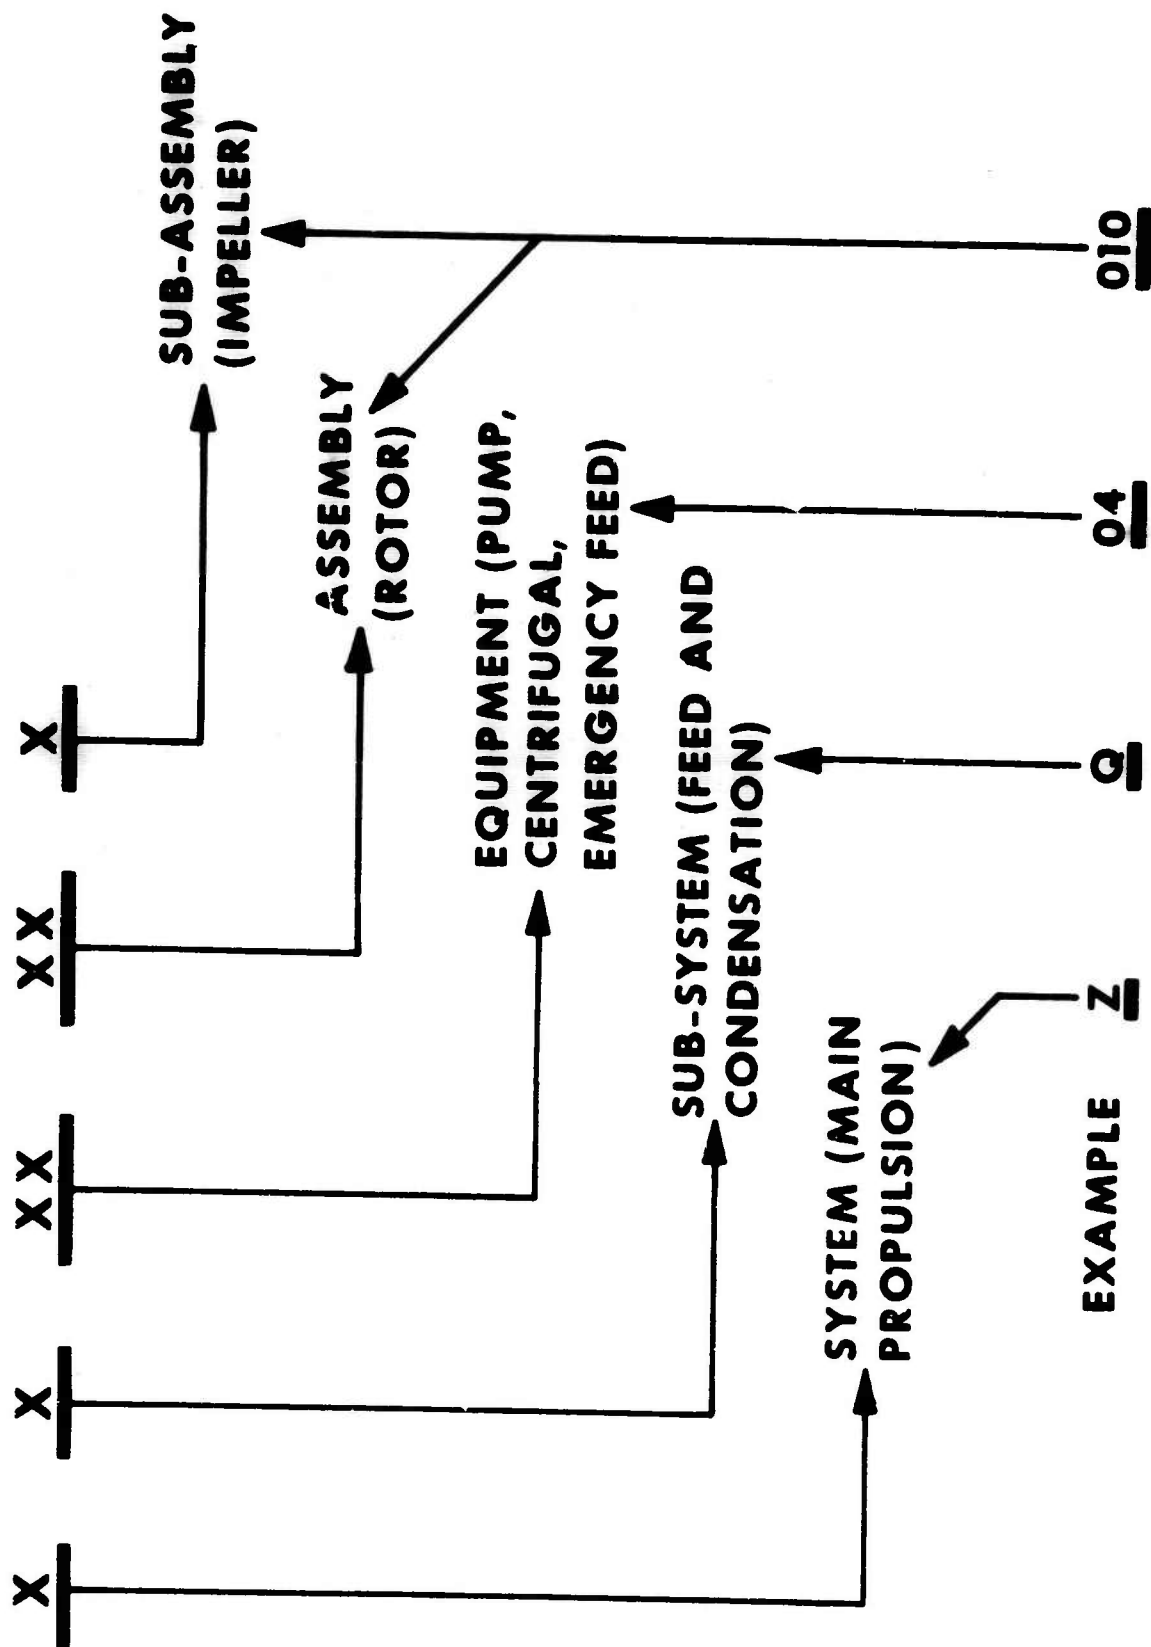 X X XX XX X
SUB-ASSEMBLY
(IMPELLER)
ASSEMBLY
(ROTOR)
EQUIPMENT (PUMP,
CENTRIFUGAL,
EMERGENCY FEED)
SUB-SYSTEM (FEED AND
CONDENSATION)
SYSTEM (MAIN
PROPULSION)
EXAMPLE Z Q 04 010